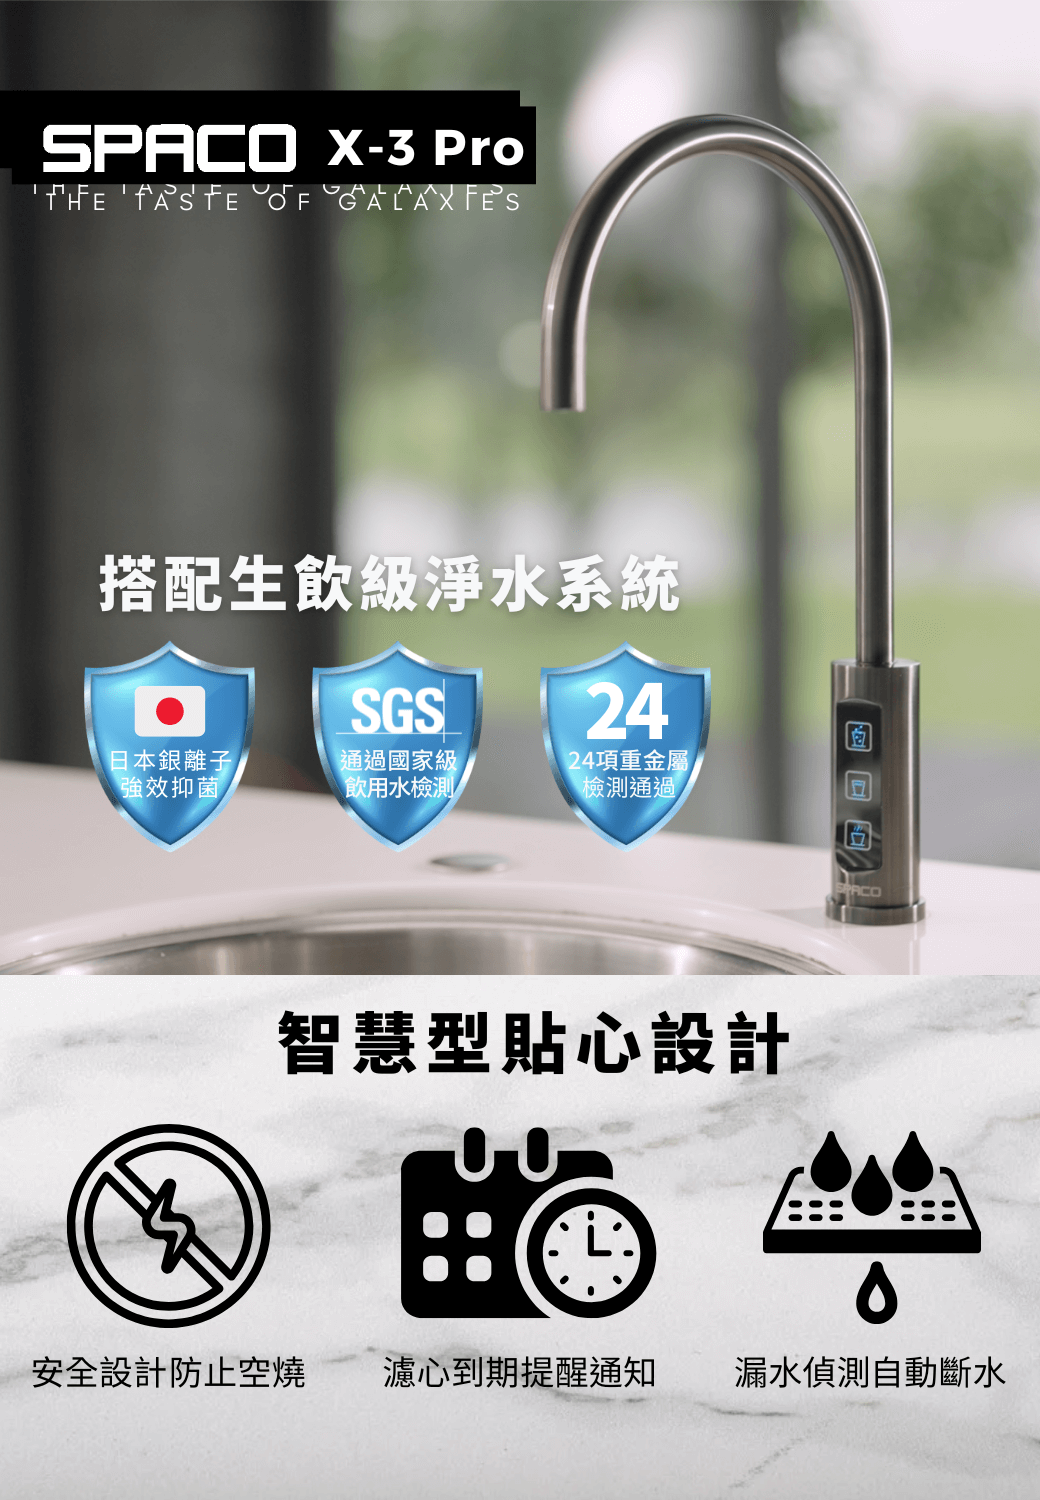 SPACO X-3 Pro
THE TASTE OF GALAXIES
THE TASTE OF GALAXIES
搭配生飲級淨水系統
日本銀離子
強效抑菌
SGS
通過國家級
飲用水檢測
24
24項重金屬
檢測通過
SPACO
智慧型貼心設計
安全設計防止空燒
濾心到期提醒通知
漏水偵測自動斷水